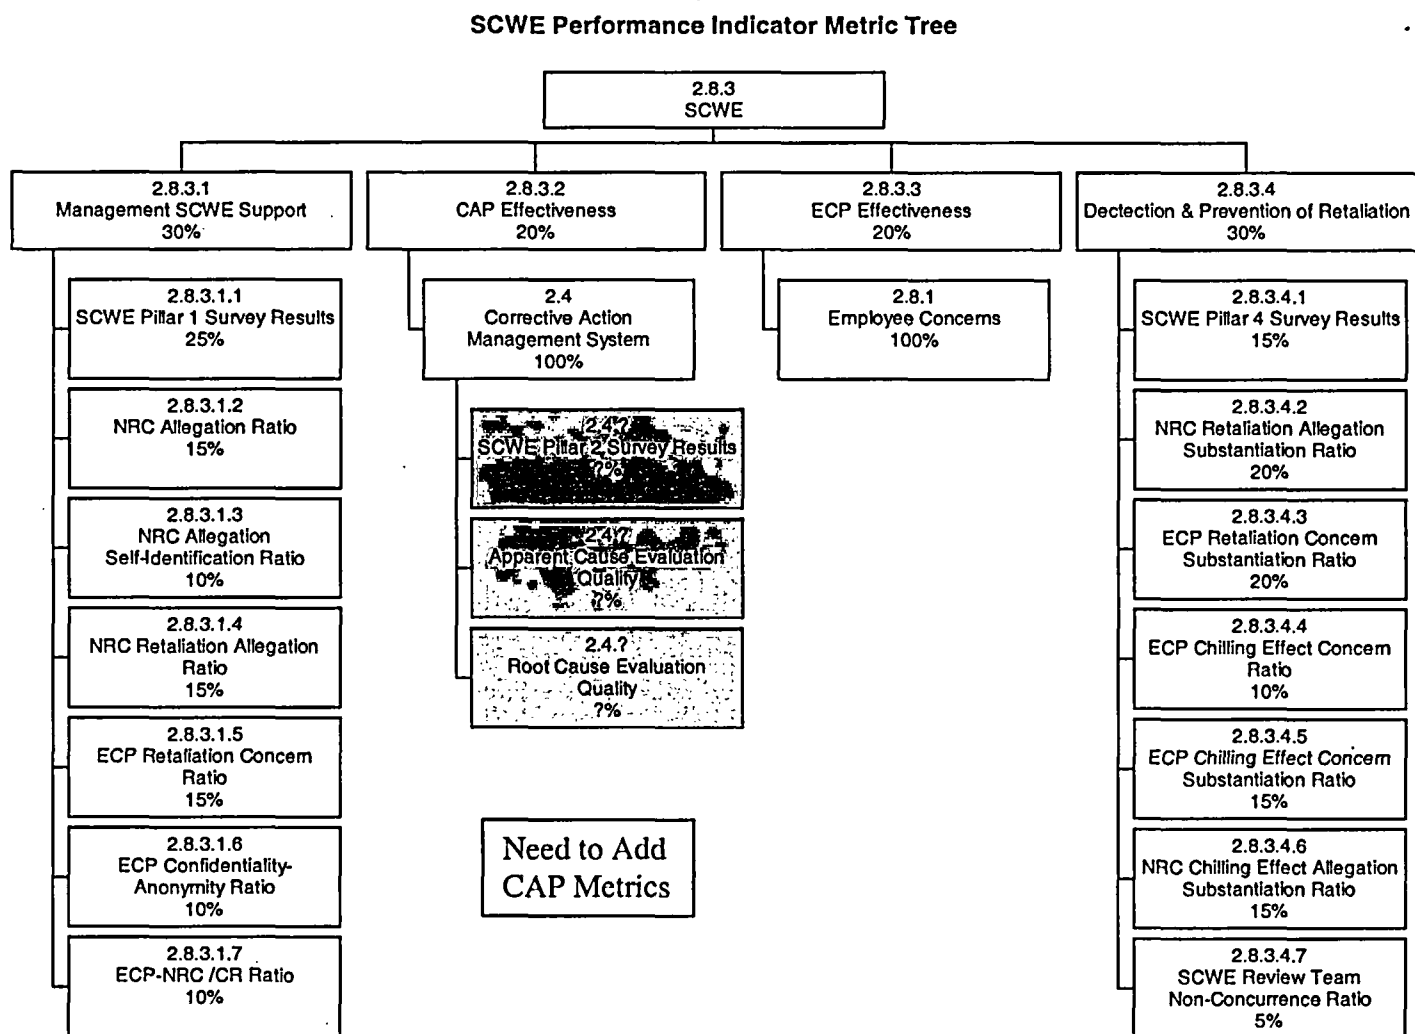 SCWE Performance Indicator Metric Tree
2.8.3
SCWE
2.8.3.1
Management SCWE Support
30%
2.8.3.2
CAP Effectiveness
20%
2.8.3.3
ECP Effectiveness
20%
2.8.3.4
Dectection & Prevention of Retaliation
30%
2.8.3.1.1
SCWE Pillar 1 Survey Results
25%
2.8.3.1.2
NRC Allegation Ratio
15%
2.8.3.1.3
NRC Allegation
Self-Identification Ratio
10%
2.8.3.1.4
NRC Retaliation Allegation
Ratio
15%
2.8.3.1.5
ECP Retaliation Concern
Ratio
15%
2.8.3.1.6
ECP Confidentiality-
Anonymity Ratio
10%
2.8.3.1.7
ECP-NRC /CR Ratio
10%
2.4
Corrective Action
Management System
100%
2.4.?
SCWE Pillar 2 Survey Results
?%
2.4.?
Apparent Cause Evaluation
Quality
?%
2.4.?
Root Cause Evaluation
Quality
?%
Need to Add
CAP Metrics
2.8.1
Employee Concerns
100%
2.8.3.4.1
SCWE Pillar 4 Survey Results
15%
2.8.3.4.2
NRC Retaliation Allegation
Substantiation Ratio
20%
2.8.3.4.3
ECP Retaliation Concern
Substantiation Ratio
20%
2.8.3.4.4
ECP Chilling Effect Concern
Ratio
10%
2.8.3.4.5
ECP Chilling Effect Concern
Substantiation Ratio
15%
2.8.3.4.6
NRC Chilling Effect Allegation
Substantiation Ratio
15%
2.8.3.4.7
SCWE Review Team
Non-Concurrence Ratio
5%